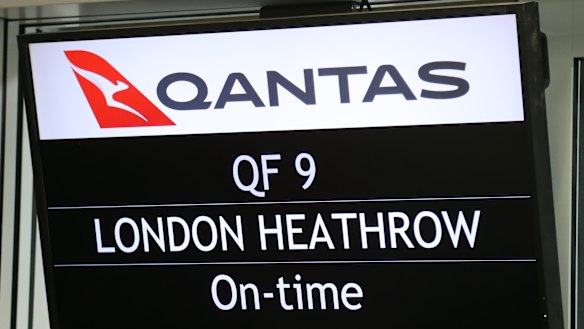 QANTAS
QF 9
LONDON HEATHROW
On-time